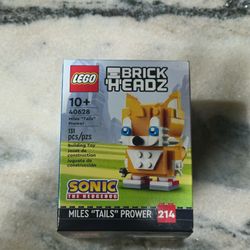 LEGO
BRICK
HEADZ
10+
40628
Miles "Tails"
Prower
131
pcs/pzs
Building Toy
Jouet de
construction
Juguete de
construcción
SONIC
THE HEDGEHOG
MILES "TAILS" PROWER
214